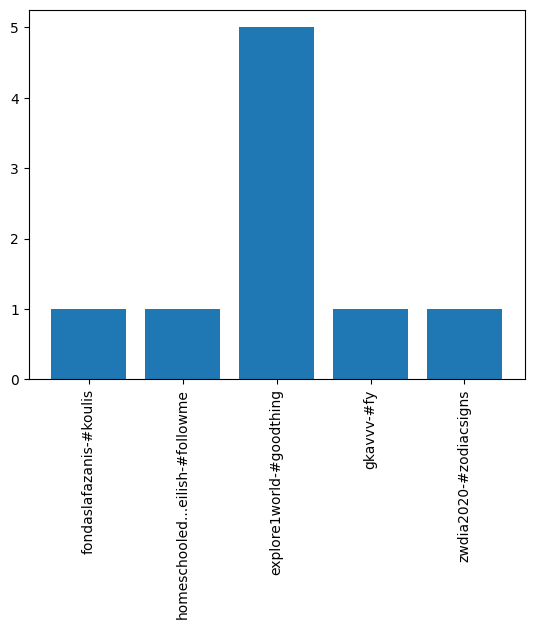 5
4
3
2
1
0
fondaslafazanis-#koulis
homeschooled...eilish-#followme
explore1world-#goodthing
gkavvv-#fy
zwdia2020-#zodiacsigns